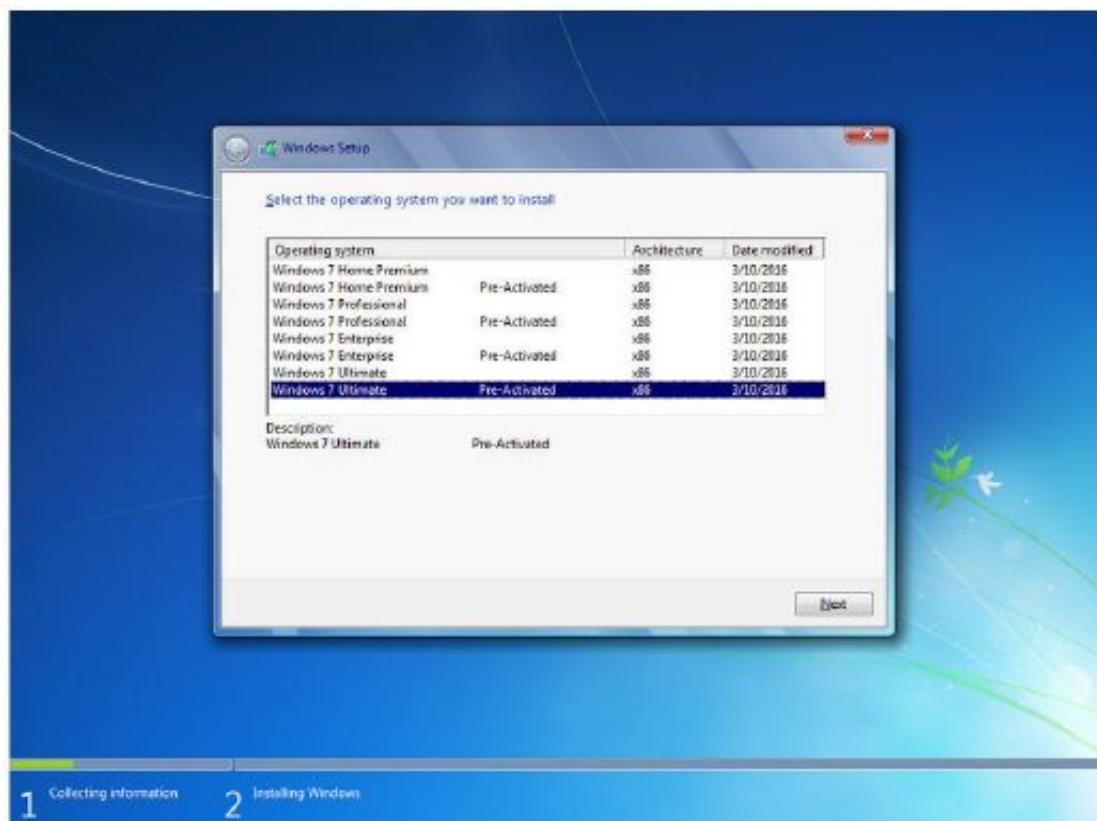 Windows Setup
Select the operating system you want to install
Operating system Architecture Date modified
Windows 7 Home Premium x86 3/10/2016
Windows 7 Home Premium Pre-Activated x86 3/10/2016
Windows 7 Professional x86 3/10/2016
Windows 7 Professional Pre-Activated x86 3/10/2016
Windows 7 Enterprise x86 3/10/2016
Windows 7 Enterprise Pre-Activated x86 3/10/2016
Windows 7 Ultimate x86 3/10/2016
Windows 7 Ultimate Pre-Activated x86 3/10/2016
Description:
Windows 7 Ultimate Pre-Activated
Next
1 Collecting information 2 Installing Windows